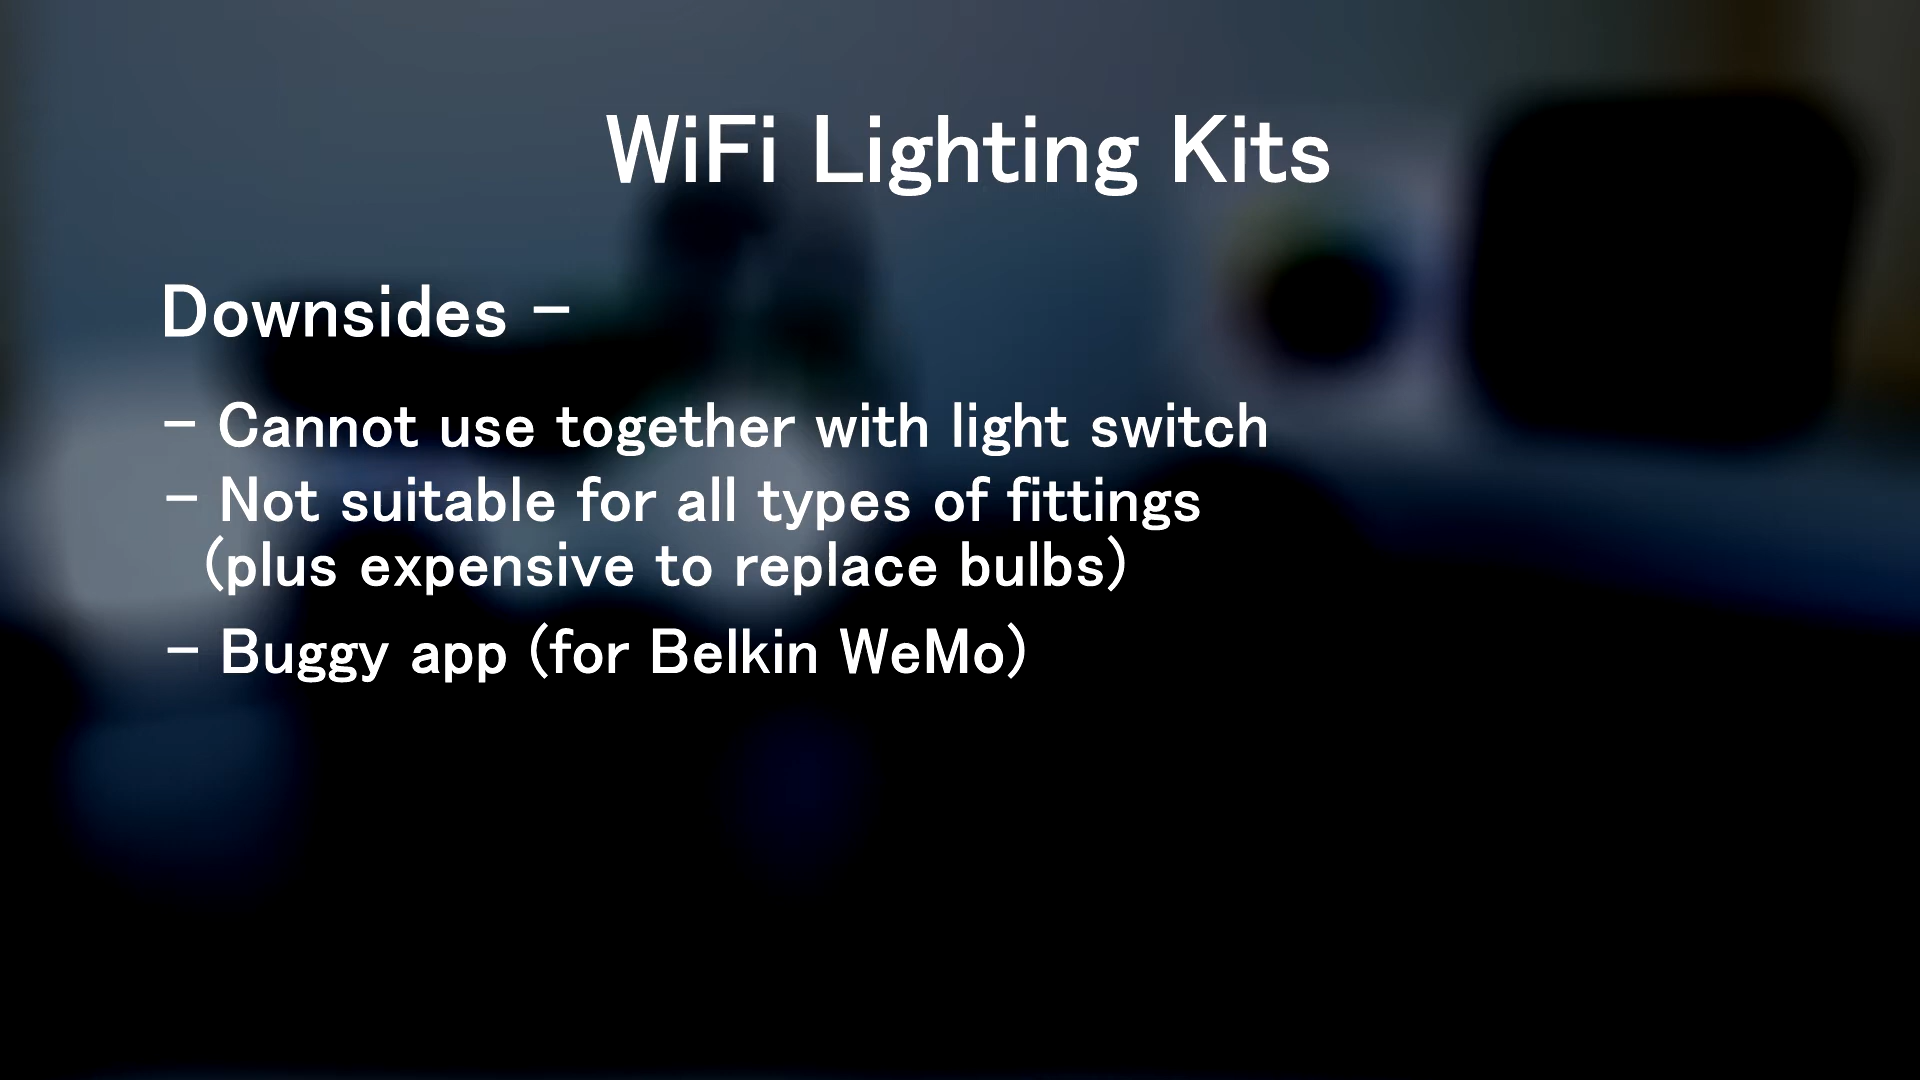 WiFi Lighting Kits
Downsides -
- Cannot use together with light switch
- Not suitable for all types of fittings
(plus expensive to replace bulbs)
- Buggy app (for Belkin WeMo)